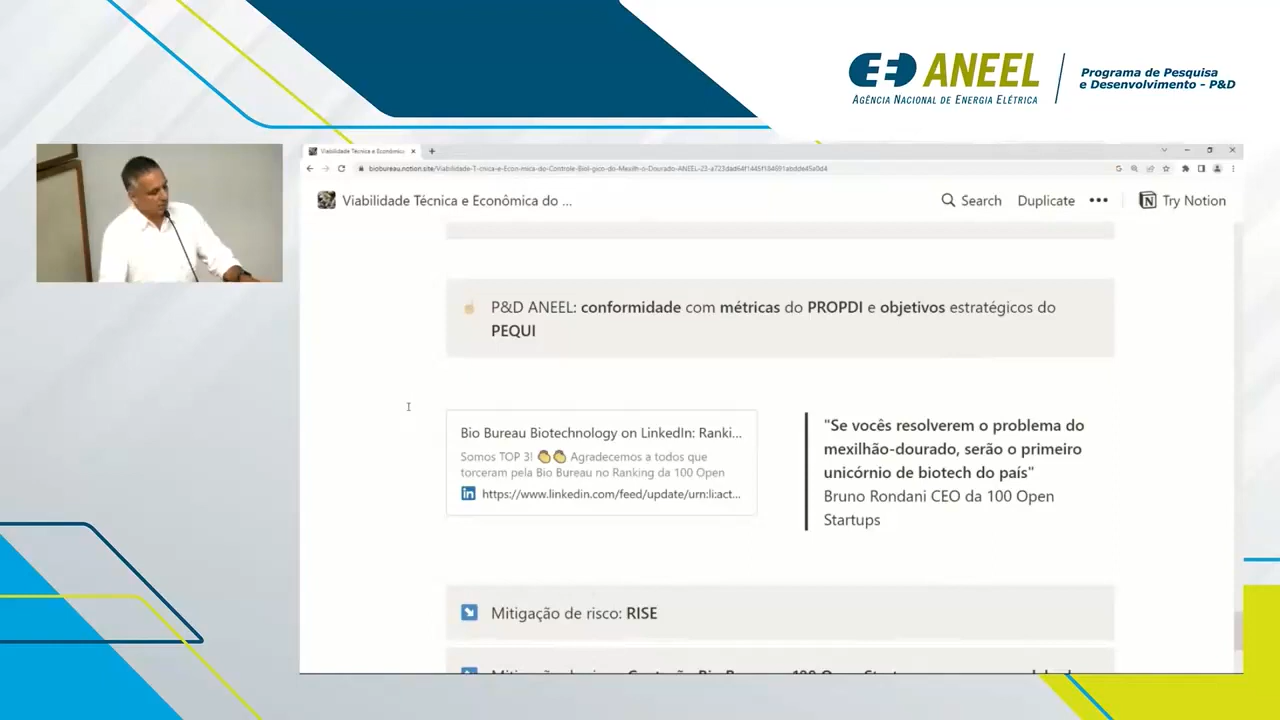 ANEEL
AGÊNCIA NACIONAL DE ENERGIA ELÉTRICA
Programa de Pesquisa
e Desenvolvimento - P&D
Viabilidade Técnica e Econômica
Viabilidade Técnica e Econômica do ...
Search
Duplicate
Try Notion
P&D ANEEL: conformidade com métricas do PROPDI e objetivos estratégicos do
PEQUI
Bio Bureau Biotechnology on LinkedIn: Ranki...
Somos TOP 3! 👏👏 Agradecemos a todos que
torceram pela Bio Bureau no Ranking da 100 Open
in https://www.linkedin.com/feed/update/urn:li:act...
"Se vocês resolverem o problema do
mexilhão-dourado, serão o primeiro
unicórnio de biotech do país"
Bruno Rondani CEO da 100 Open
Startups
Mitigação de risco: RISE